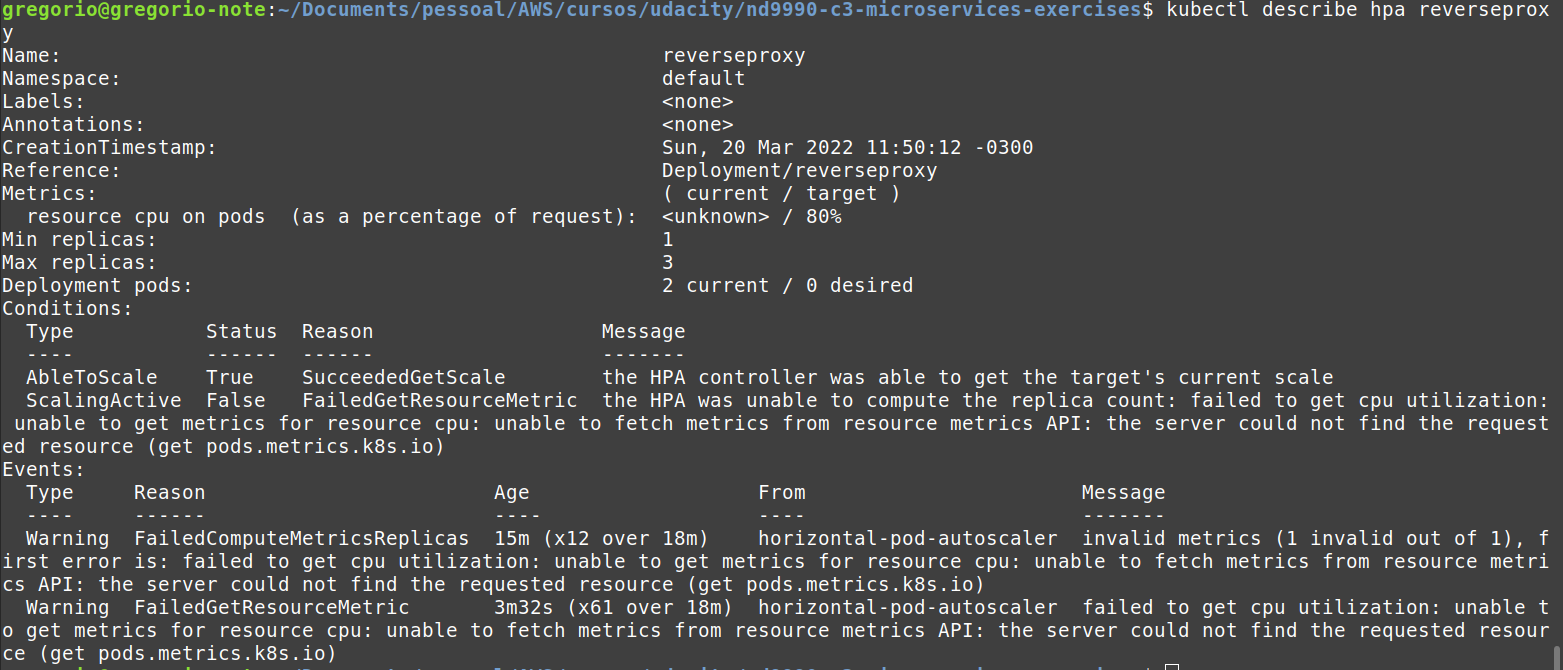 gregorio@gregorio-note:~/Documents/pessoal/AWS/cursos/udacity/nd9990-c3-microservices-exercises$ kubectl describe hpa reverseprox
y
Name:                                                  reverseproxy
Namespace:                                             default
Labels:                                                <none>
Annotations:                                           <none>
CreationTimestamp:                                     Sun, 20 Mar 2022 11:50:12 -0300
Reference:                                             Deployment/reverseproxy
Metrics:                                               ( current / target )
  resource cpu on pods  (as a percentage of request):  <unknown> / 80%
Min replicas:                                          1
Max replicas:                                          3
Deployment pods:                                       2 current / 0 desired
Conditions:
  Type           Status  Reason                   Message
  ----           ------  ------                   -------
  AbleToScale    True    SucceededGetScale        the HPA controller was able to get the target's current scale
  ScalingActive  False   FailedGetResourceMetric  the HPA was unable to compute the replica count: failed to get cpu utilization:
 unable to get metrics for resource cpu: unable to fetch metrics from resource metrics API: the server could not find the request
ed resource (get pods.metrics.k8s.io)
Events:
  Type     Reason                        Age                   From                       Message
  ----     ------                        ----                  ----                       -------
  Warning  FailedComputeMetricsReplicas  15m (x12 over 18m)    horizontal-pod-autoscaler  invalid metrics (1 invalid out of 1), f
irst error is: failed to get cpu utilization: unable to get metrics for resource cpu: unable to fetch metrics from resource metri
cs API: the server could not find the requested resource (get pods.metrics.k8s.io)
  Warning  FailedGetResourceMetric       3m32s (x61 over 18m)  horizontal-pod-autoscaler  failed to get cpu utilization: unable t
o get metrics for resource cpu: unable to fetch metrics from resource metrics API: the server could not find the requested resour
ce (get pods.metrics.k8s.io)